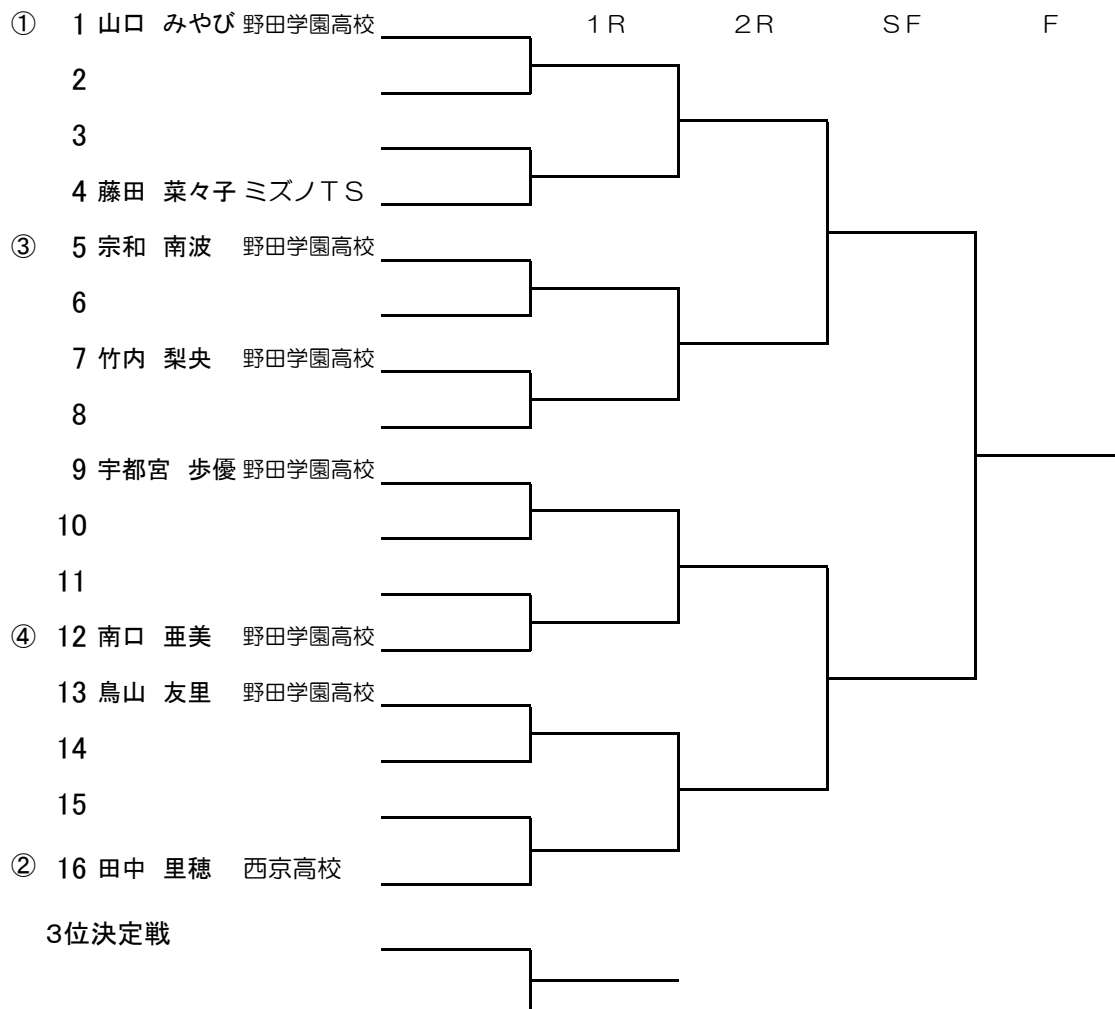 ① 1 山口 みやび 野田学園高校 1R 2R SF F
2
3
4 藤田 菜々子 ミズノTS
③ 5 宗和 南波 野田学園高校
6
7 竹内 梨央 野田学園高校
8
9 宇都宮 歩優 野田学園高校
10
11
④ 12 南口 亜美 野田学園高校
13 鳥山 友里 野田学園高校
14
15
② 16 田中 里穂 西京高校
3位決定戦